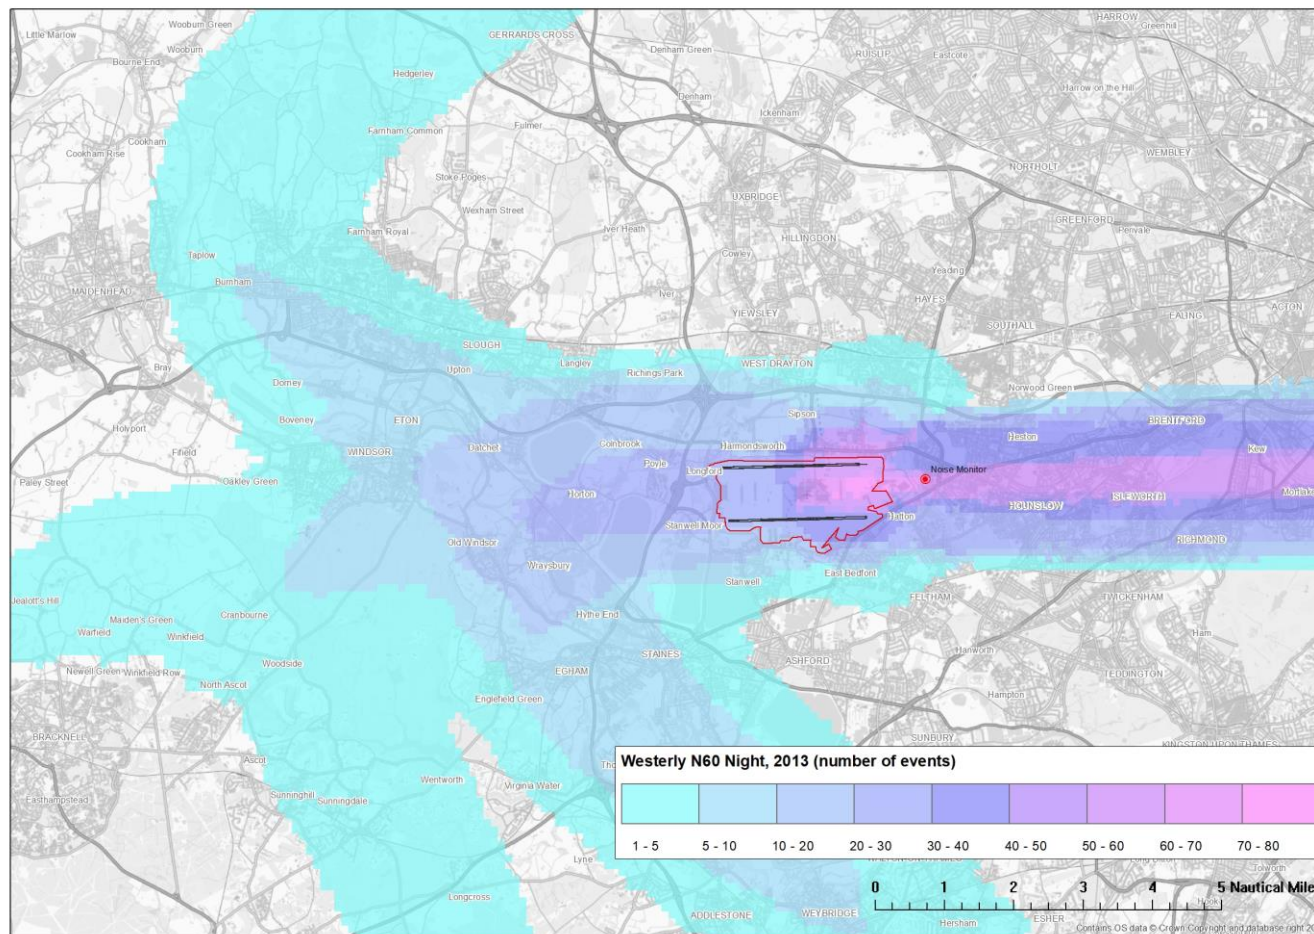 Wooburn Green
Little Marlow
Wooburn
Bourne End
GERRARDS CROSS
Denham Green
RUISLIP
Eastcote
HARROW
Greenhill
Hedgerley
Denham
Harrow on the Hill
Cookham
Cookham Rise
Farnham Common
Fulmer
Ickenham
WEMBLEY
NORTHOLT
Stoke Poges
UXBRIDGE
Wexham Street
GREENFORD
Farnham Royal
Iver Heath
HILLINGDON
Perivale
Taplow
Cowley
Yeading
MAIDENHEAD
Burnham
Iver
HAYES
ACTON
YIEWSLEY
SOUTHALL
EALING
SLOUGH
Bray
Upton
Langley
Richings Park
WEST DRAYTON
Dorney
Norwood Green
Holyport
Boveney
ETON
Sipson
BRENTFORD
Fifield
WINDSOR
Datchet
Colnbrook
Harmondsworth
Heston
Kew
Paley Street
Oakley Green
Poyle
Longford
Noise Monitor
Horton
HOUNSLOW
ISLEWORTH
Mortlake
Stanwell Moor
Hatton
Old Windsor
RICHMOND
Wraysbury
East Bedfont
Stanwell
Jealott's Hill
Cranbourne
Hythe End
FELTHAM
TWICKENHAM
Maiden's Green
Warfield
Winkfield
Ham
Woodside
STAINES
ASHFORD
Hanworth
Newell Green
Winkfield Row
North Ascot
EGHAM
TEDDINGTON
Englefield Green
Hampton
BRACKNELL
SUNBURY
KINGSTON UPON THAMES
Ascot
Westerly N60 Night, 2013 (number of events)
Wentworth
Virginia Water
Easthampstead
Sunninghill
Sunningdale
1 - 5
5 - 10
10 - 20
20 - 30
30 - 40
40 - 50
50 - 60
60 - 70
70 - 80
Lyne
Tolworth
0 1 2 3 4 5 Nautical Mile
Longcross
Hook
ADDLESTONE
WEYBRIDGE
Hersham
ESHER
Contains OS data © Crown Copyright and database right 2